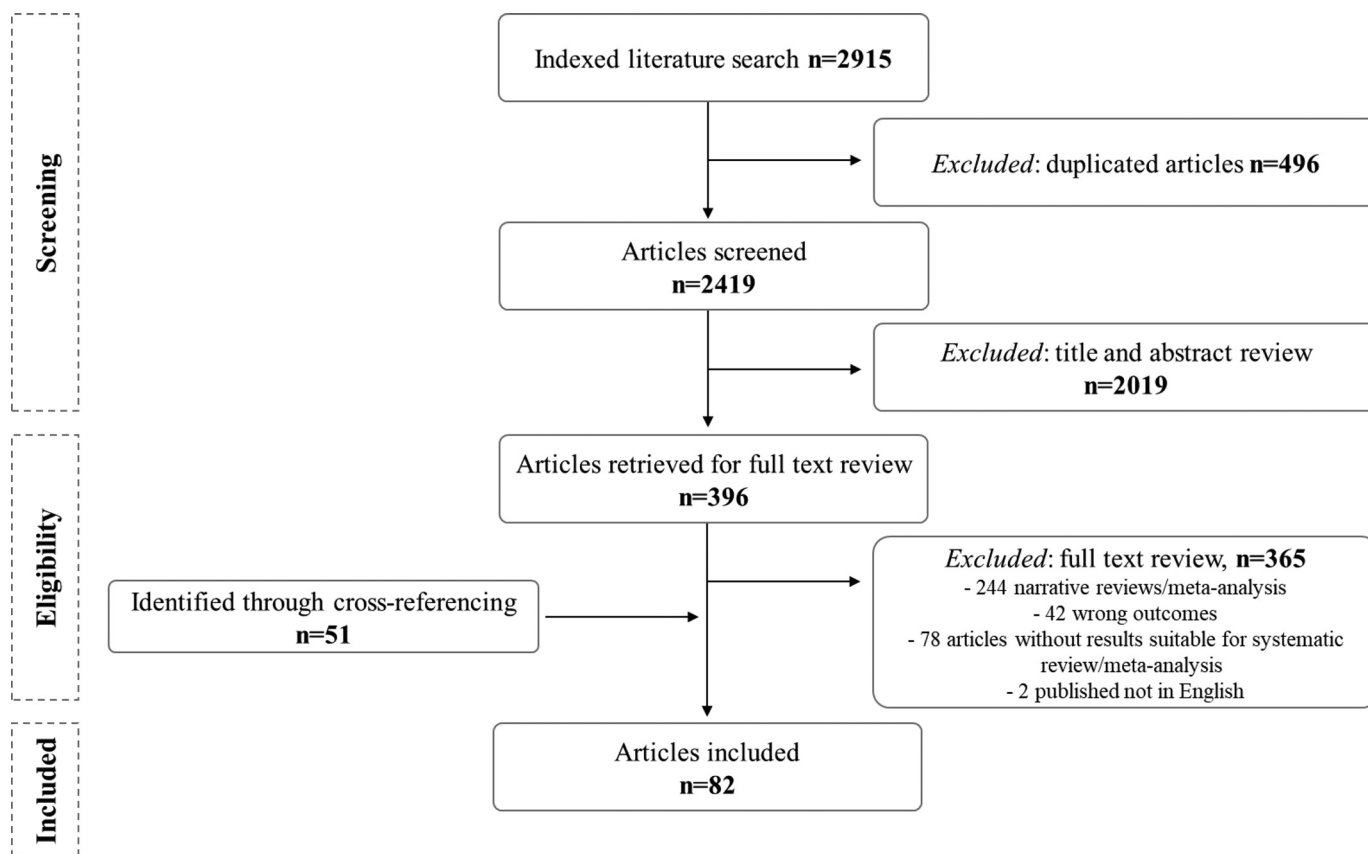 Screening
Indexed literature search n=2915
Excluded: duplicated articles n=496
Articles screened
n=2419
Excluded: title and abstract review
n=2019
Eligibility
Articles retrieved for full text review
n=396
Excluded: full text review, n=365
- 244 narrative reviews/meta-analysis
- 42 wrong outcomes
- 78 articles without results suitable for systematic
review/meta-analysis
- 2 published not in English
Identified through cross-referencing
n=51
Included
Articles included
n=82